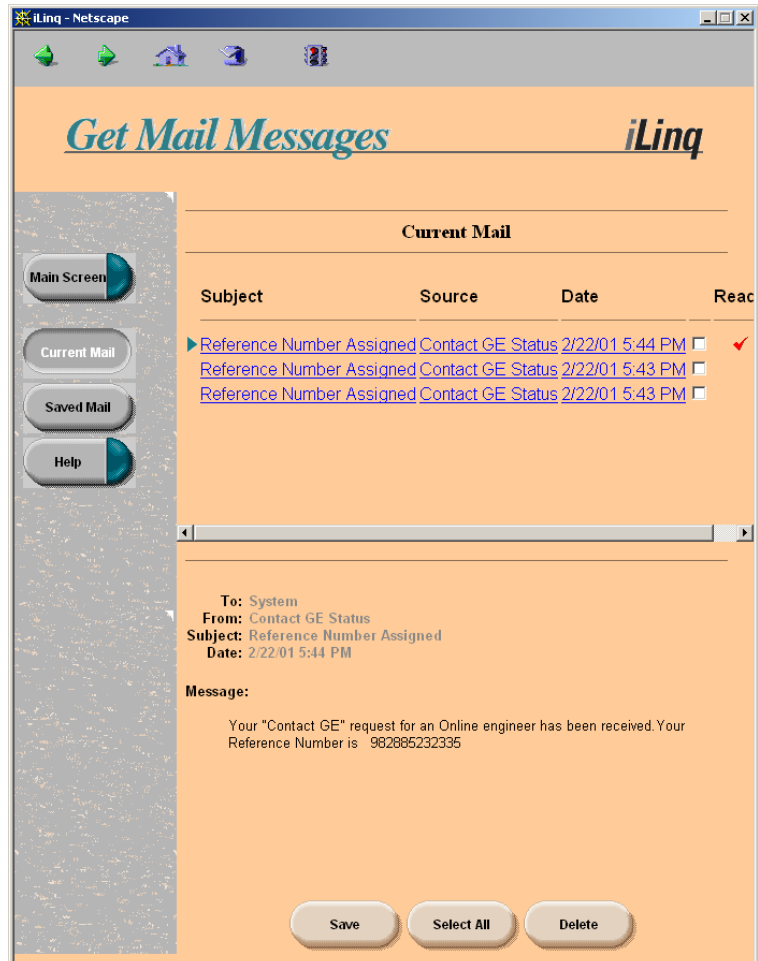 iLinq - Netscape
Get Mail Messages
iLinq
Current Mail
Main Screen
Subject Source Date Read
Current Mail
Reference Number Assigned Contact GE Status 2/22/01 5:44 PM
Reference Number Assigned Contact GE Status 2/22/01 5:43 PM
Reference Number Assigned Contact GE Status 2/22/01 5:43 PM
Saved Mail
Help
To: System
From: Contact GE Status
Subject: Reference Number Assigned
Date: 2/22/01 5:44 PM
Message:
Your "Contact GE" request for an Online engineer has been received.Your
Reference Number is 982885232335
Save Select All Delete